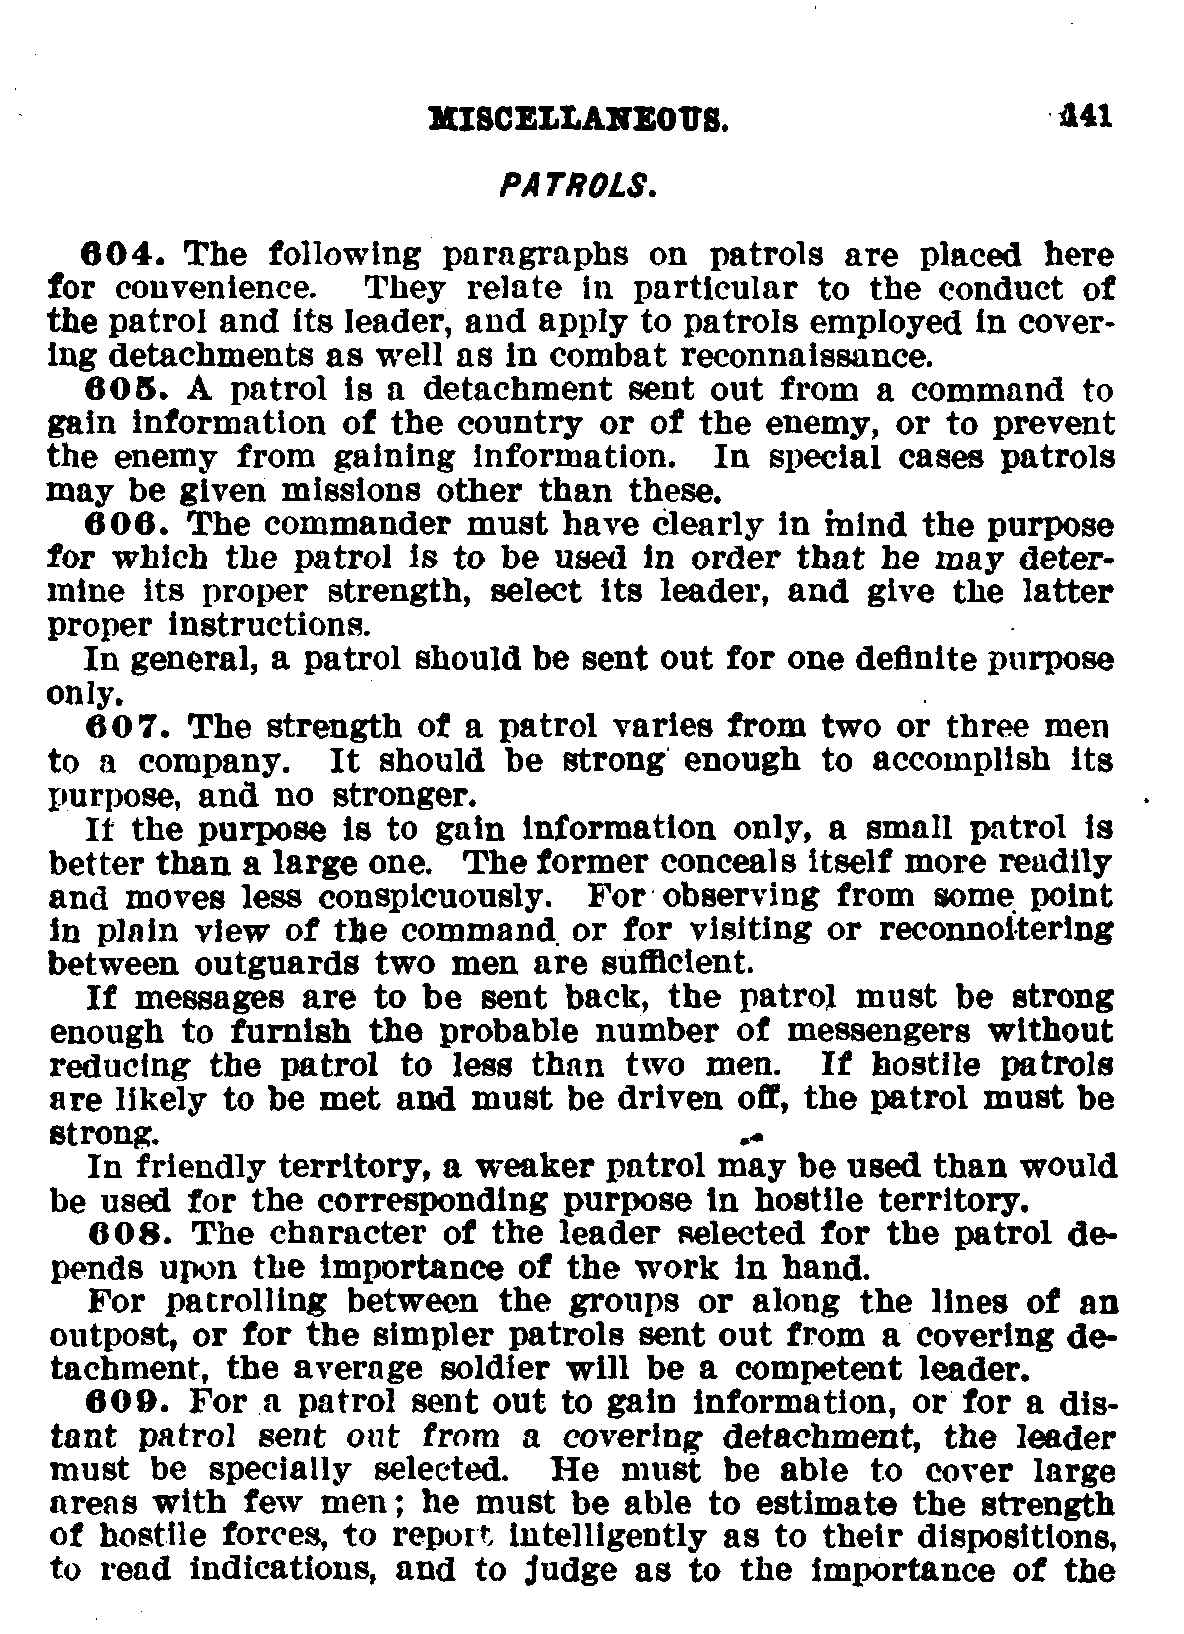 MISCELLANEOUS. 141
PATROLS.
604. The following paragraphs on patrols are placed here
for convenience. They relate in particular to the conduct of
the patrol and its leader, and apply to patrols employed in cover-
ing detachments as well as in combat reconnaissance.
605. A patrol is a detachment sent out from a command to
gain information of the country or of the enemy, or to prevent
the enemy from gaining information. In special cases patrols
may be given missions other than these.
606. The commander must have clearly in mind the purpose
for which the patrol is to be used in order that he may deter-
mine its proper strength, select its leader, and give the latter
proper instructions.
In general, a patrol should be sent out for one definite purpose
only.
607. The strength of a patrol varies from two or three men
to a company. It should be strong enough to accomplish its
purpose, and no stronger.
If the purpose is to gain information only, a small patrol is
better than a large one. The former conceals itself more readily
and moves less conspicuously. For observing from some point
in plain view of the command or for visiting or reconnoitering
between outguards two men are sufficient.
If messages are to be sent back, the patrol must be strong
enough to furnish the probable number of messengers without
reducing the patrol to less than two men. If hostile patrols
are likely to be met and must be driven off, the patrol must be
strong.
In friendly territory, a weaker patrol may be used than would
be used for the corresponding purpose in hostile territory.
608. The character of the leader selected for the patrol de-
pends upon the importance of the work in hand.
For patrolling between the groups or along the lines of an
outpost, or for the simpler patrols sent out from a covering de-
tachment, the average soldier will be a competent leader.
609. For a patrol sent out to gain information, or for a dis-
tant patrol sent out from a covering detachment, the leader
must be specially selected. He must be able to cover large
areas with few men; he must be able to estimate the strength
of hostile forces, to report intelligently as to their dispositions,
to read indications, and to judge as to the importance of the